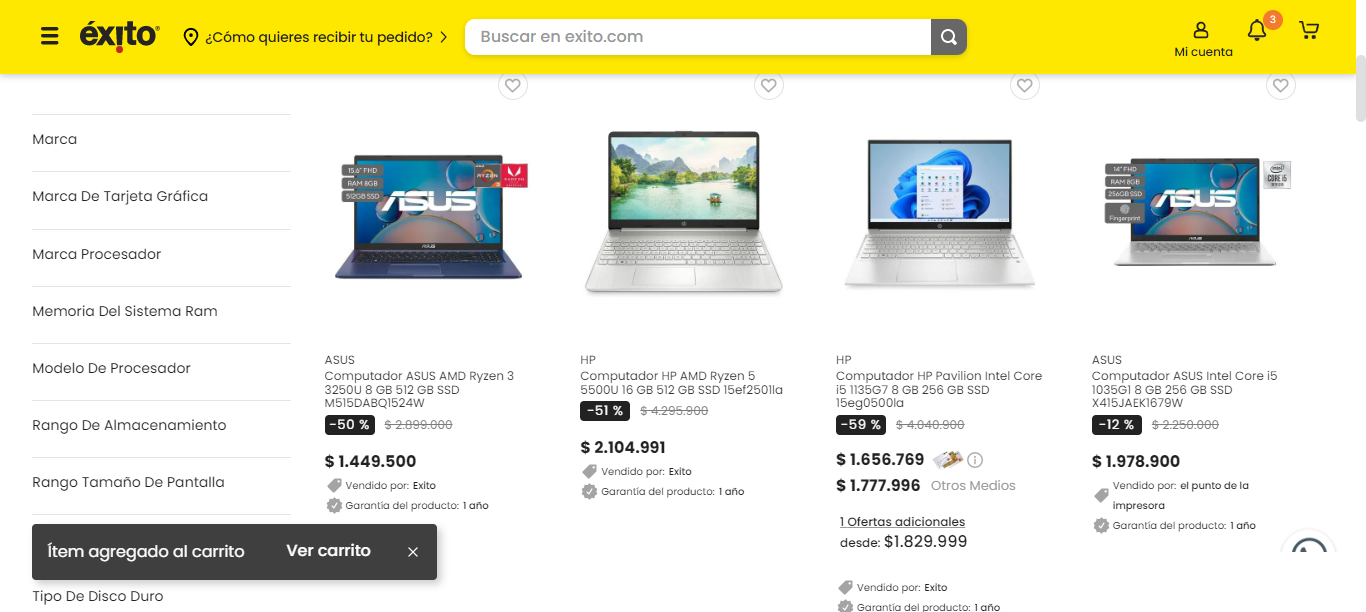 éxito
¿Cómo quieres recibir tu pedido?
Buscar en exito.com
3
Mi cuenta
Marca
Marca De Tarjeta Gráfica
Marca Procesador
Memoria Del Sistema Ram
Modelo De Procesador
Rango De Almacenamiento
Rango Tamaño De Pantalla
Tipo De Disco Duro
Ítem agregado al carrito
Ver carrito
15.6" FHD
RAM 8GB
512GB SSD
ASUS
RYZEN
3
RADEON
ASUS
ASUS
Computador ASUS AMD Ryzen 3
3250U 8 GB 512 GB SSD
M515DABQ1524W
-50 % $ 2.899.000
$ 1.449.500
Vendido por: Exito
Garantía del producto: 1 año
HP
Computador HP AMD Ryzen 5
5500U 16 GB 512 GB SSD 15ef2501la
-51 % $ 4.295.900
$ 2.104.991
Vendido por: Exito
Garantía del producto: 1 año
HP
Computador HP Pavilion Intel Core
i5 1135G7 8 GB 256 GB SSD
15eg0500la
-59 % $ 4.040.900
$ 1.656.769
$ 1.777.996 Otros Medios
1 Ofertas adicionales
desde: $1.829.999
Vendido por: Exito
Garantía del producto: 1 año
14" FHD
RAM 8GB
256GB SSD
Fingerprint
ASUS
intel
CORE i5
ASUS
ASUS
Computador ASUS Intel Core i5
1035G1 8 GB 256 GB SSD
X415JAEK1679W
-12 % $ 2.250.000
$ 1.978.900
Vendido por: el punto de la
impresora
Garantía del producto: 1 año